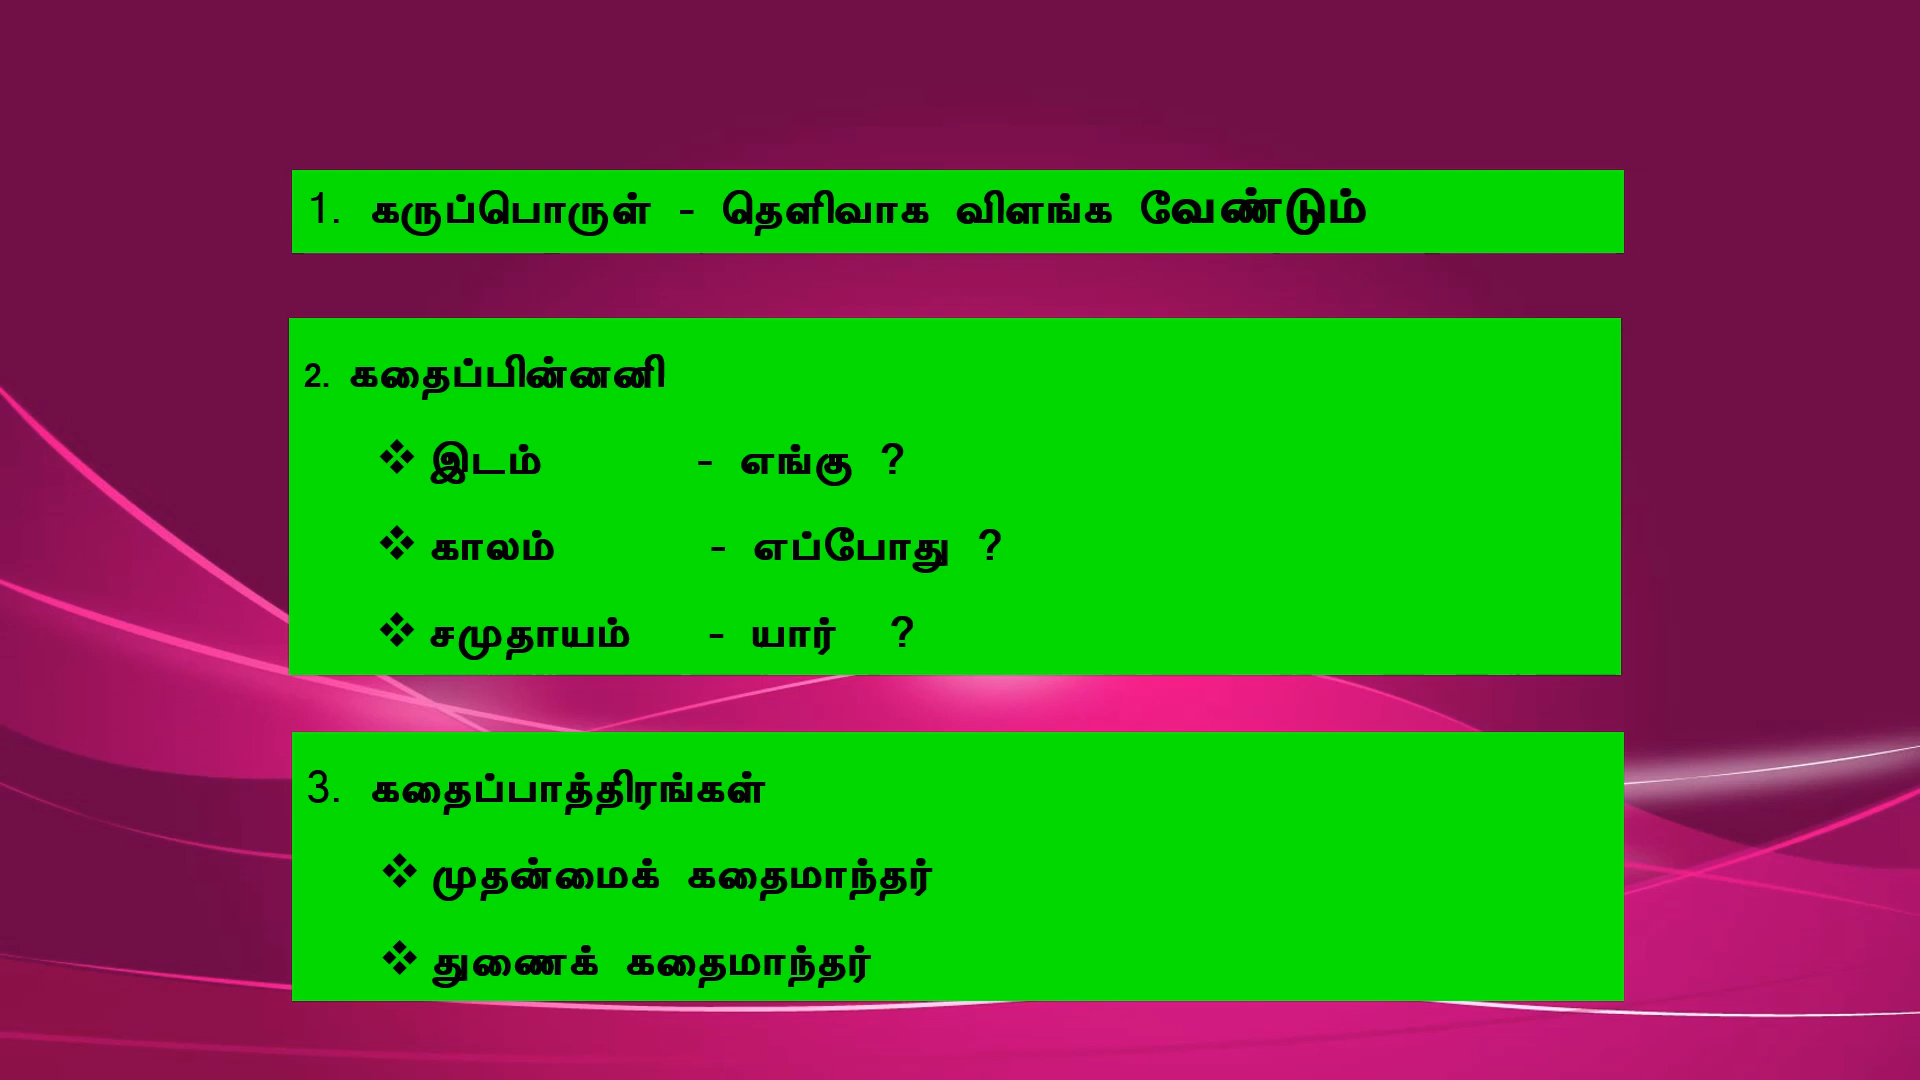 1. கருப்பொருள் - தெளிவாக விளங்க வேண்டும்
2. கதைப்பின்னனி
❖ இடம் - எங்கு ?
❖ காலம் - எப்போது ?
❖ சமுதாயம் - யார் ?
3. கதைப்பாத்திரங்கள்
❖ முதன்மைக் கதைமாந்தர்
❖ துணைக் கதைமாந்தர்